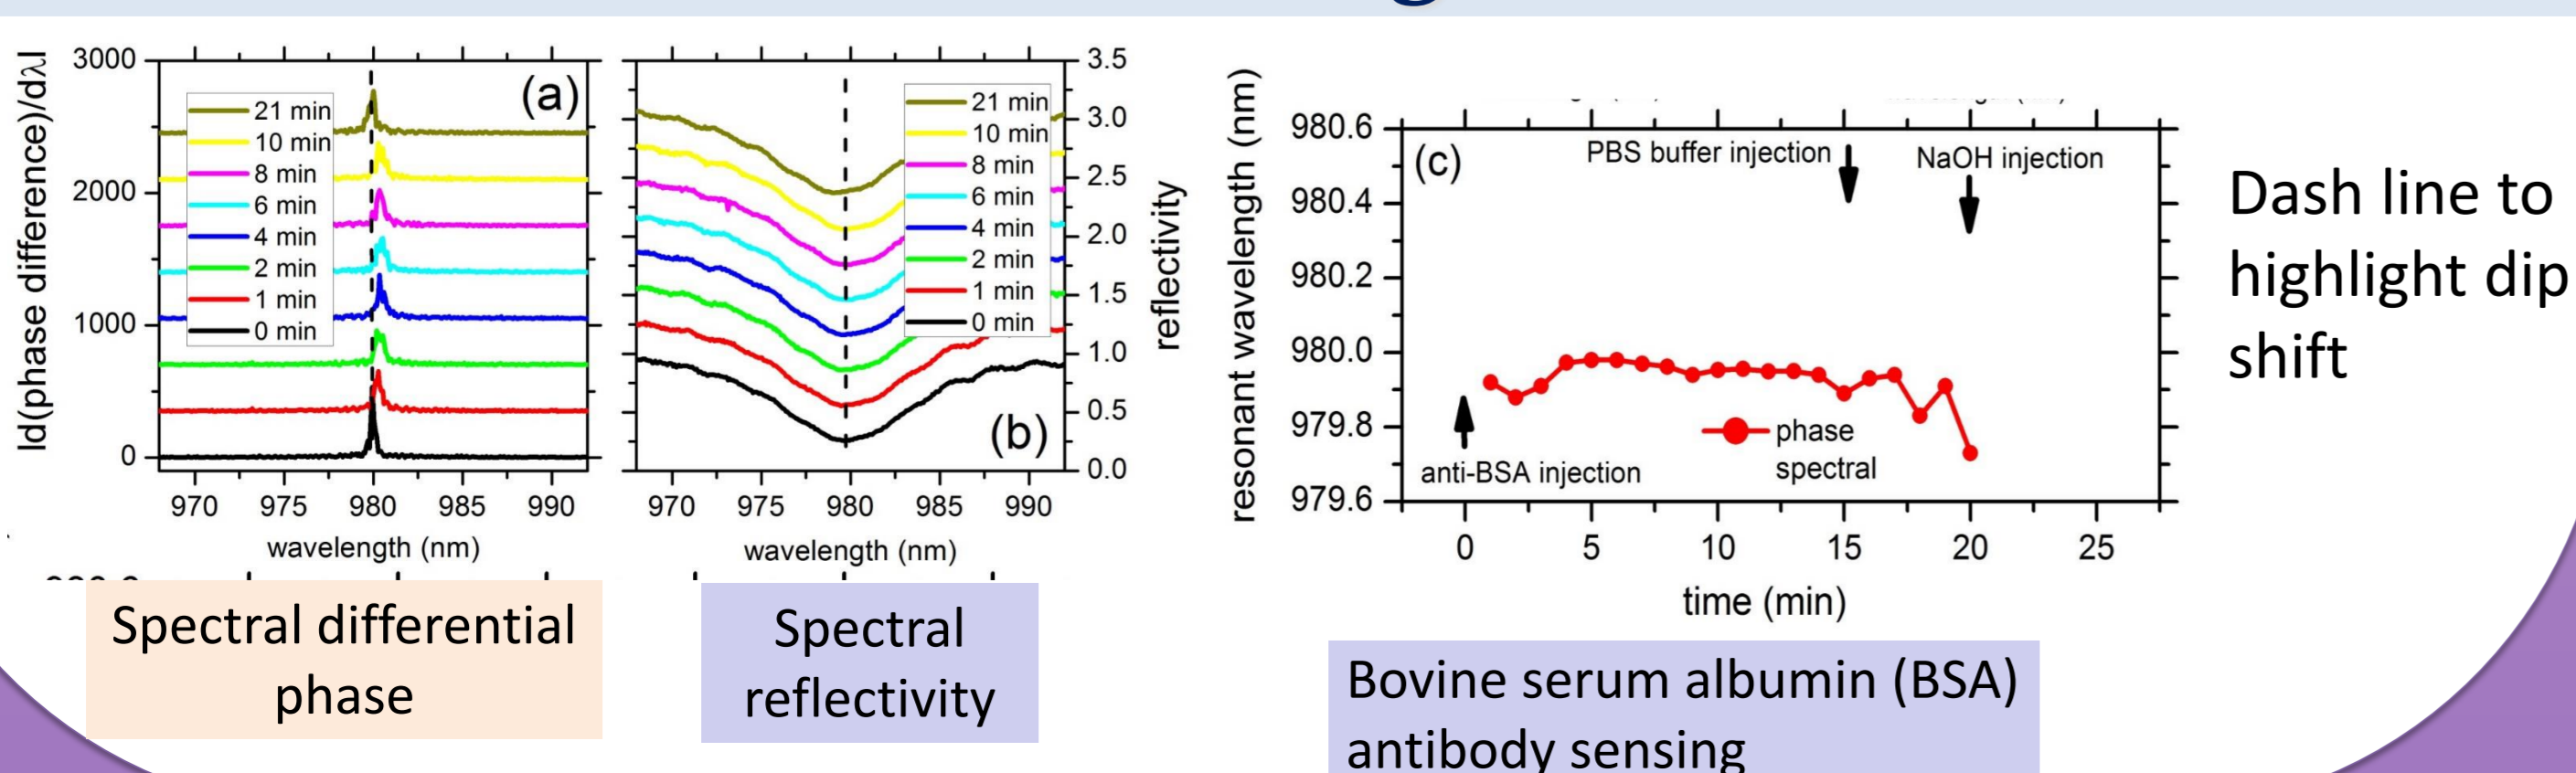 ld(phase difference)/dλl
3000
2000
1000
0
(a)
21 min
10 min
8 min
6 min
4 min
2 min
1 min
0 min
970 975 980 985 990
wavelength (nm)
21 min
10 min
8 min
6 min
4 min
2 min
1 min
0 min
(b)
3.5
3.0
2.5
2.0
1.5
1.0
0.5
0.0
reflectivity
970 975 980 985 990
wavelength (nm)
resonant wavelength (nm)
980.6
980.4
980.2
980.0
979.8
979.6
(c)
PBS buffer injection
NaOH injection
anti-BSA injection
phase
spectral
0 5 10 15 20 25
time (min)
Dash line to
highlight dip
shift
Spectral differential
phase
Spectral
reflectivity
Bovine serum albumin (BSA)
antibody sensing